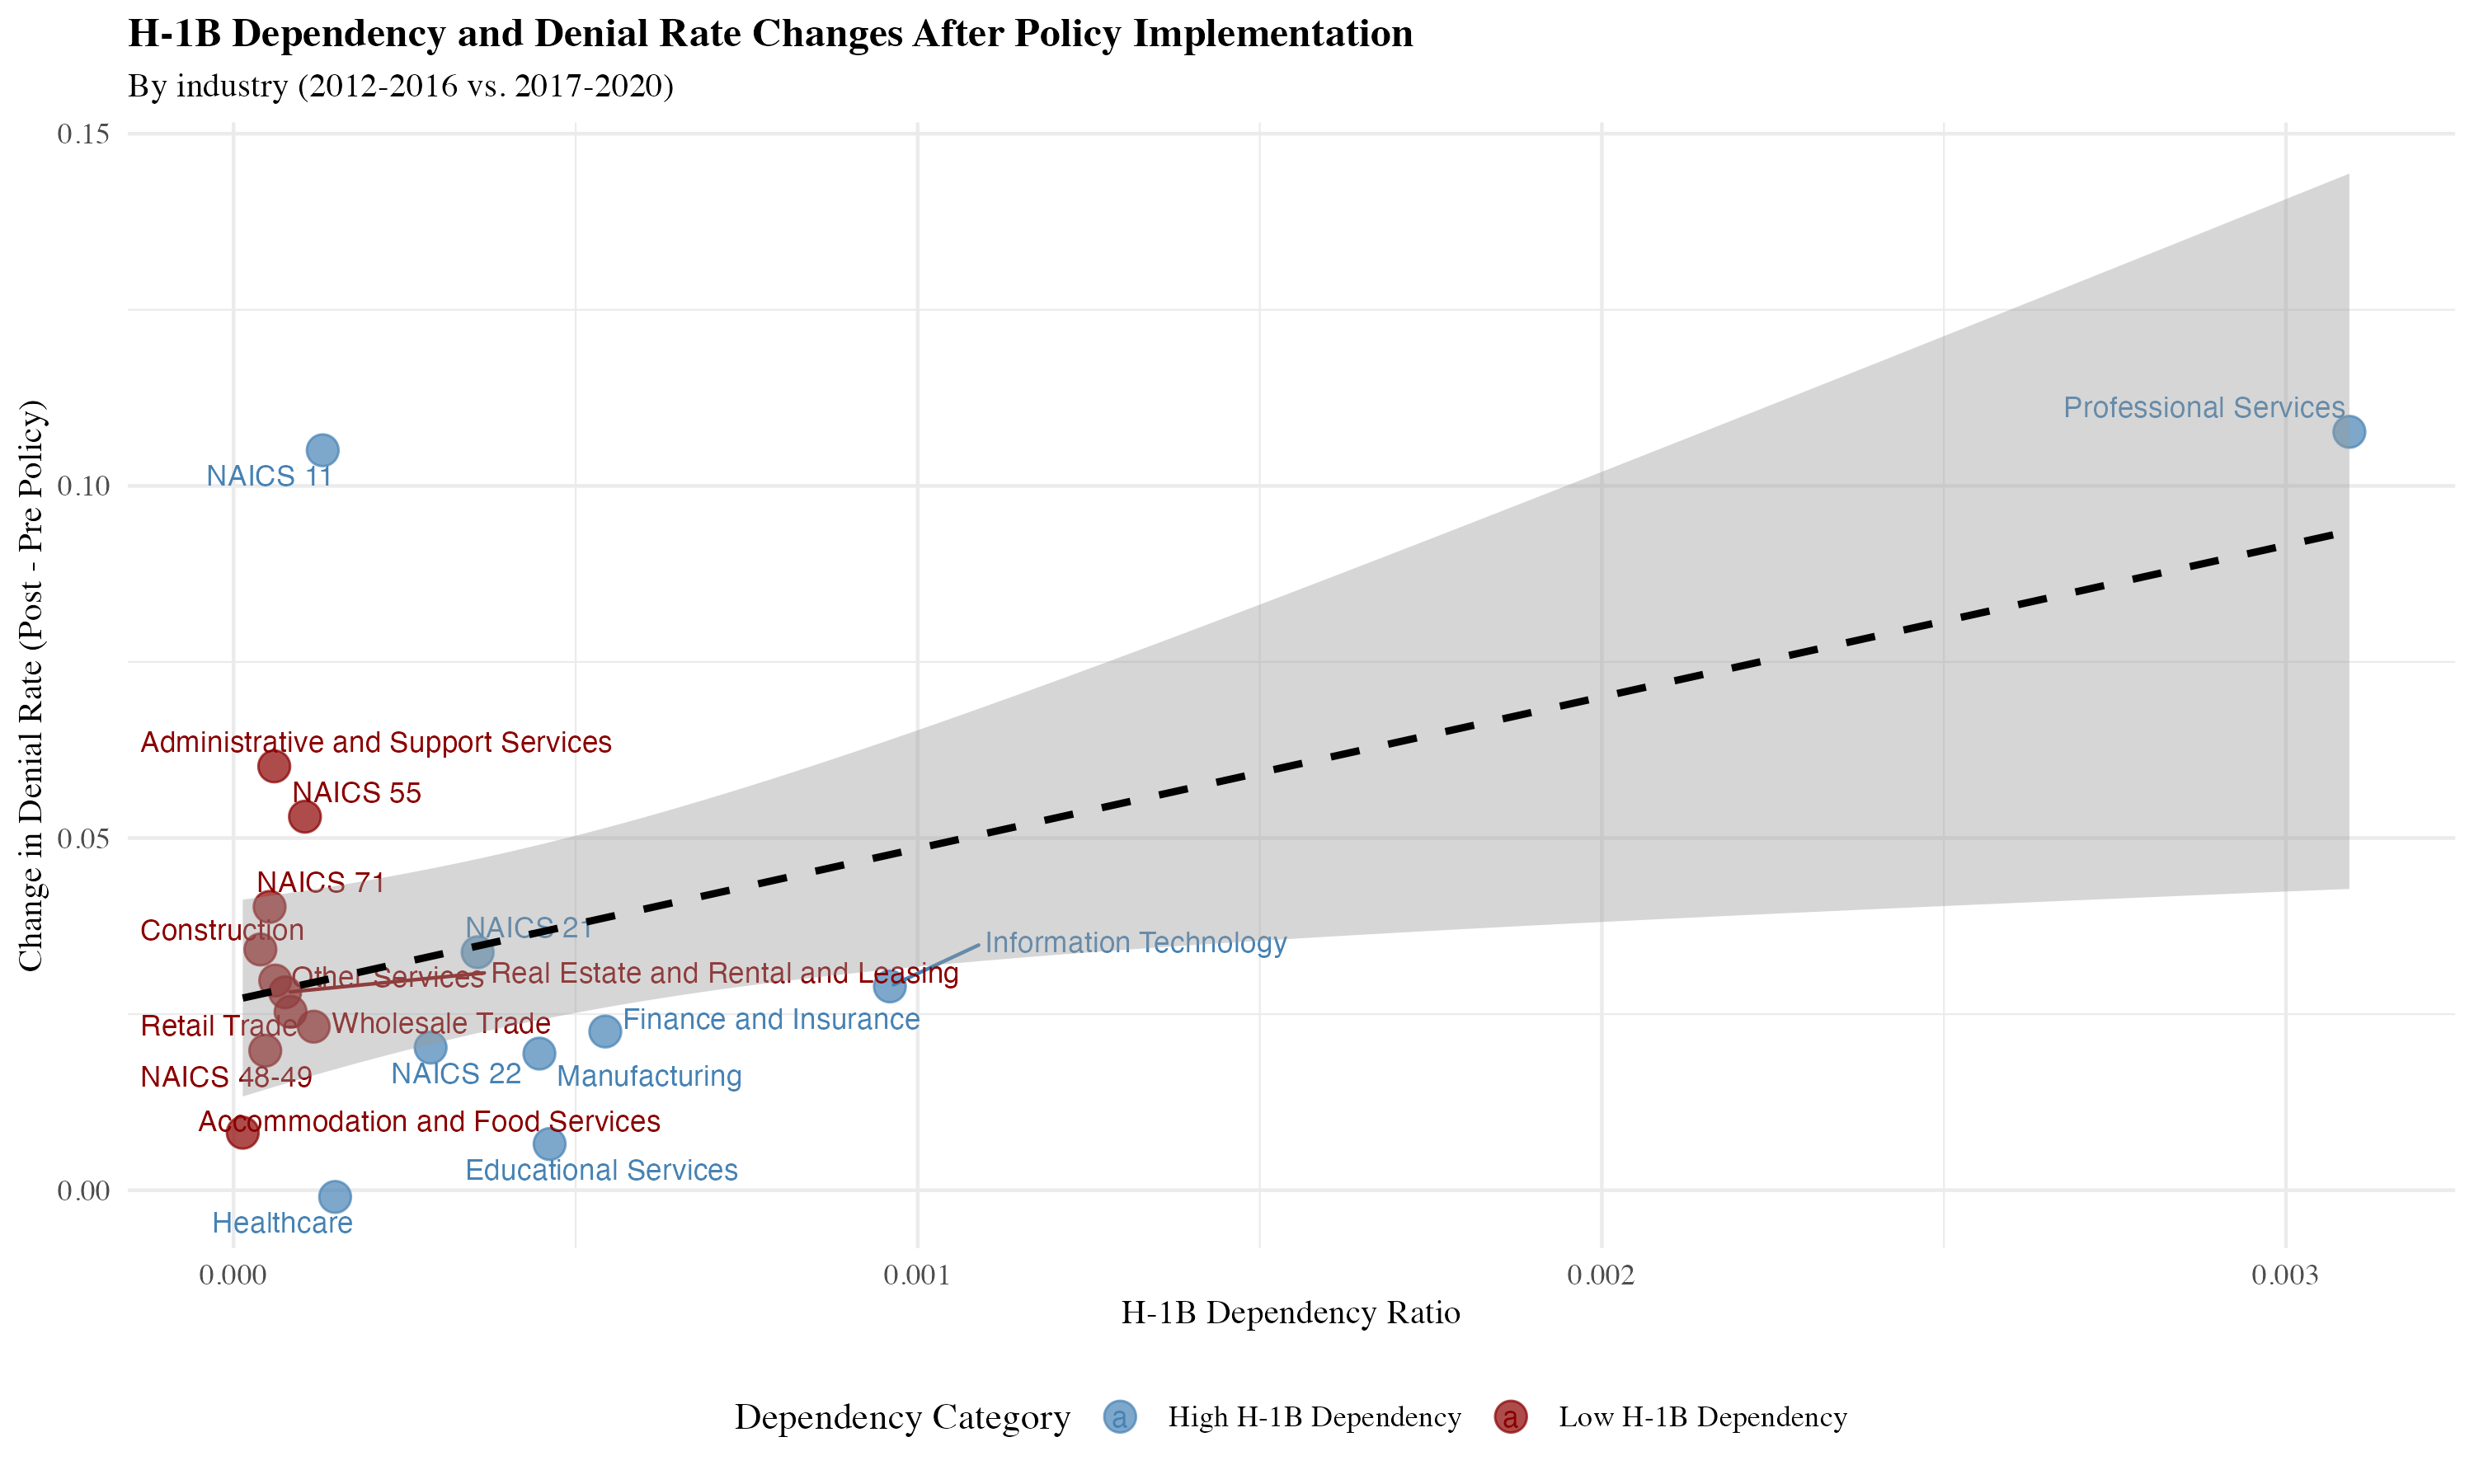 H-1B Dependency and Denial Rate Changes After Policy Implementation
By industry (2012-2016 vs. 2017-2020)
Change in Denial Rate (Post - Pre Policy)
0.15
0.10
0.05
0.00
Professional Services
NAICS 11
Administrative and Support Services
NAICS 55
NAICS 71
Construction
NAICS 21
Information Technology
Other Services
Real Estate and Rental and Leasing
Retail Trade
Wholesale Trade
Finance and Insurance
NAICS 48-49
NAICS 22
Manufacturing
Accommodation and Food Services
Educational Services
Healthcare
0.000
0.001
0.002
0.003
H-1B Dependency Ratio
Dependency Category
a
High H-1B Dependency
a
Low H-1B Dependency